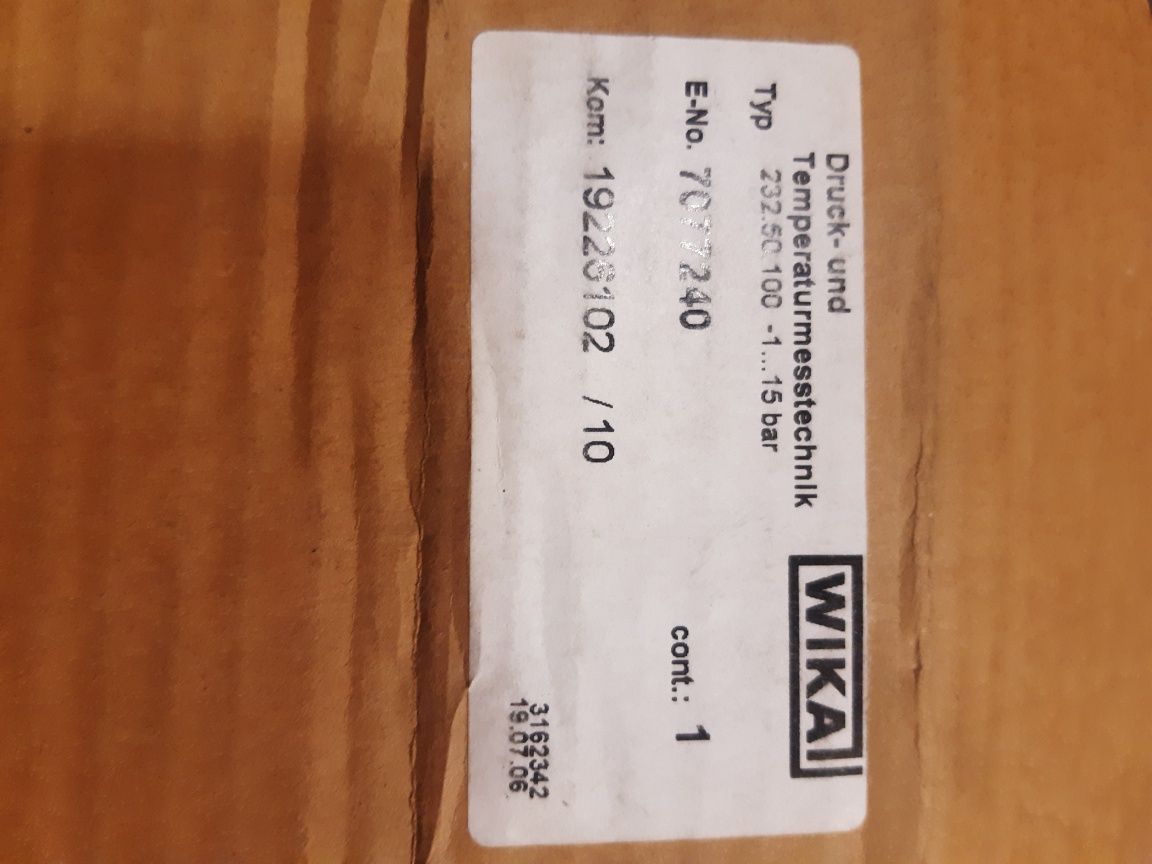 Druck- und
Temperaturmesstechnik
WIKA
Typ 232.50.100 -1...15 bar
E-No. 7077240
cont.: 1
Kom: 19226102 / 10
3162342
19.07.06